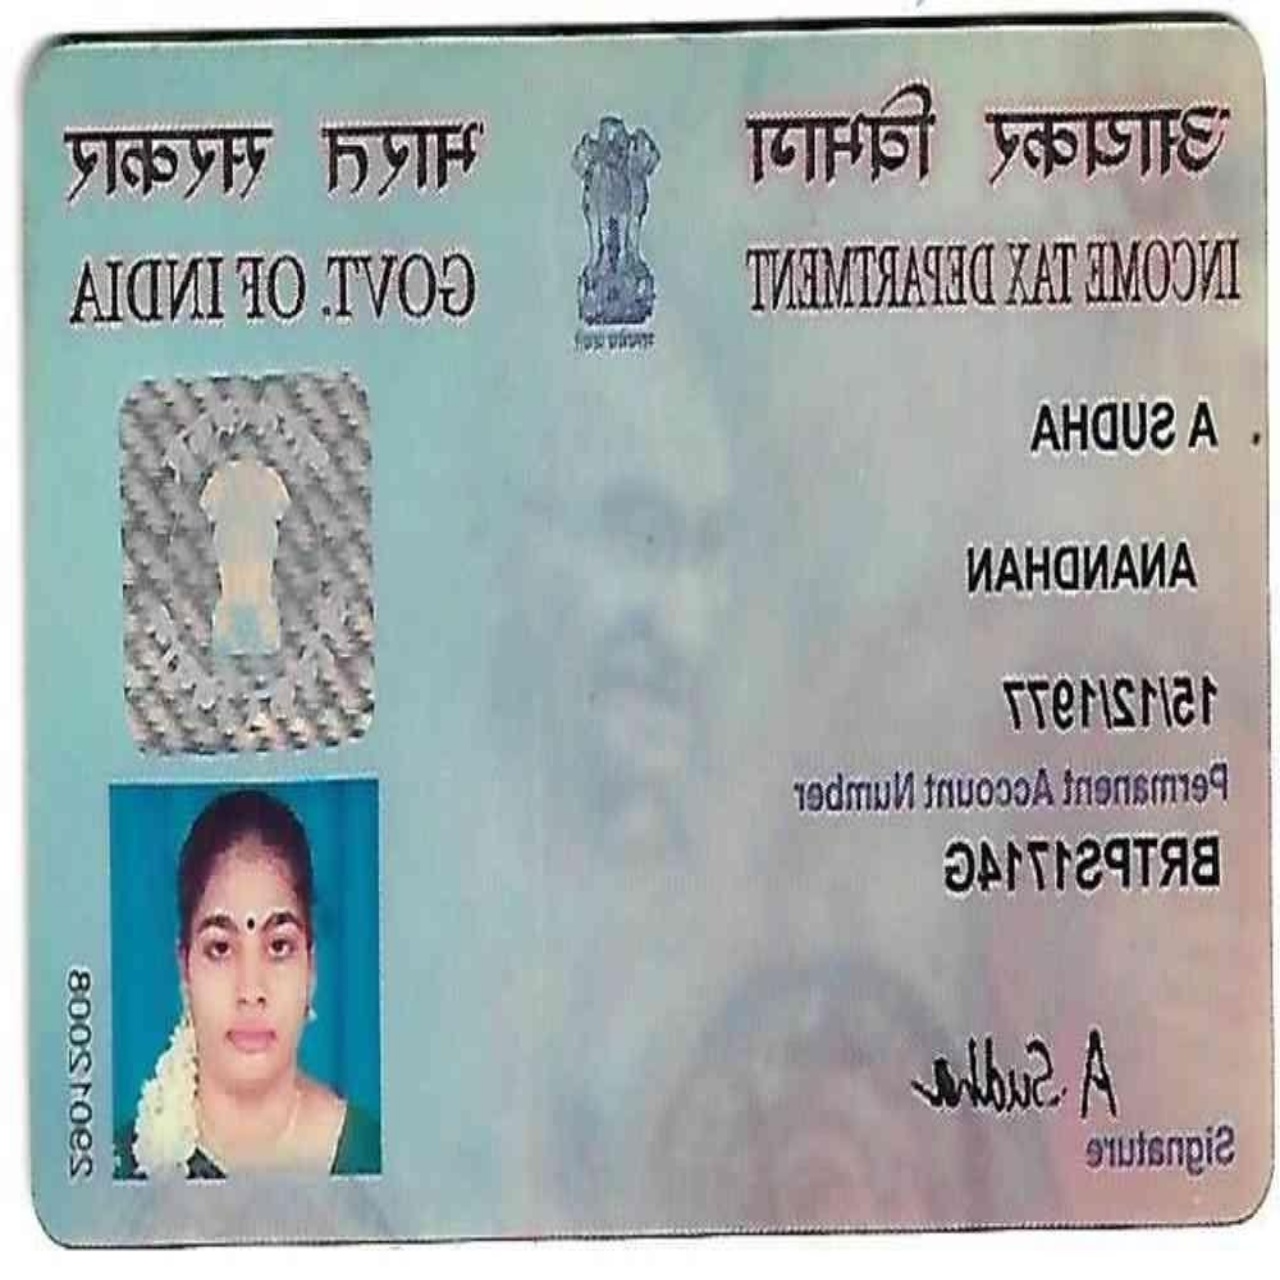 आयकर विभाग
INCOME TAX DEPARTMENT
भारत सरकार
GOVT. OF INDIA
सत्यमेव जयते
A SUDHA
ANANDHAN
15/12/1977
Permanent Account Number
BRTPS1714G
A Sudha
Signature
26012008